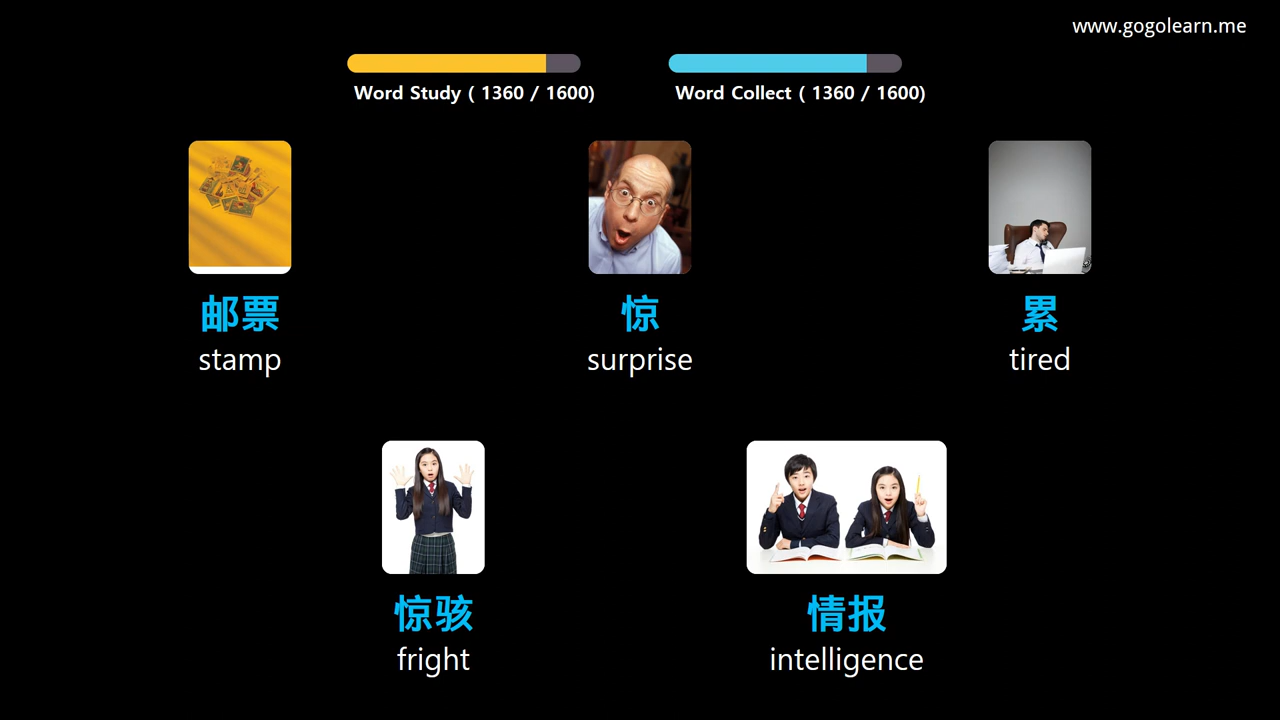 www.gogolearn.me
Word Study ( 1360 / 1600)
Word Collect ( 1360 / 1600)
邮票
stamp
惊
surprise
累
tired
惊骇
fright
情报
intelligence